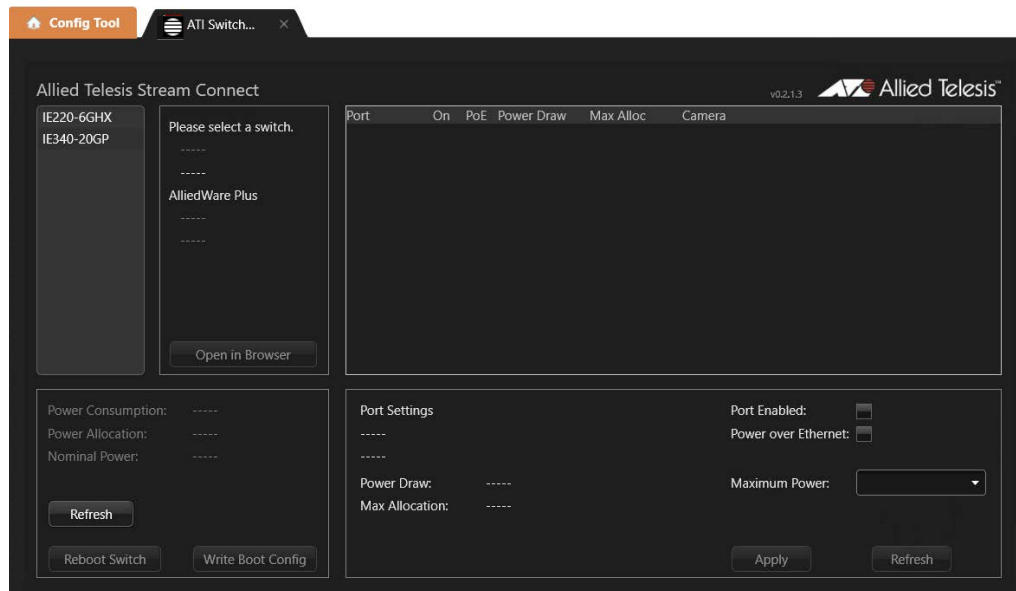 Config Tool
ATI Switch...
Allied Telesis Stream Connect
v0.2.1.3
Allied Telesis™
IE220-6GHX
IE340-20GP
Please select a switch.
-----
-----
AlliedWare Plus
-----
-----
Open in Browser
Port On PoE Power Draw Max Alloc Camera
Power Consumption: -----
Power Allocation: -----
Nominal Power: -----
Refresh
Reboot Switch Write Boot Config
Port Settings
-----
-----
Power Draw: -----
Max Allocation: -----
Port Enabled:
Power over Ethernet:
Maximum Power:
Apply Refresh